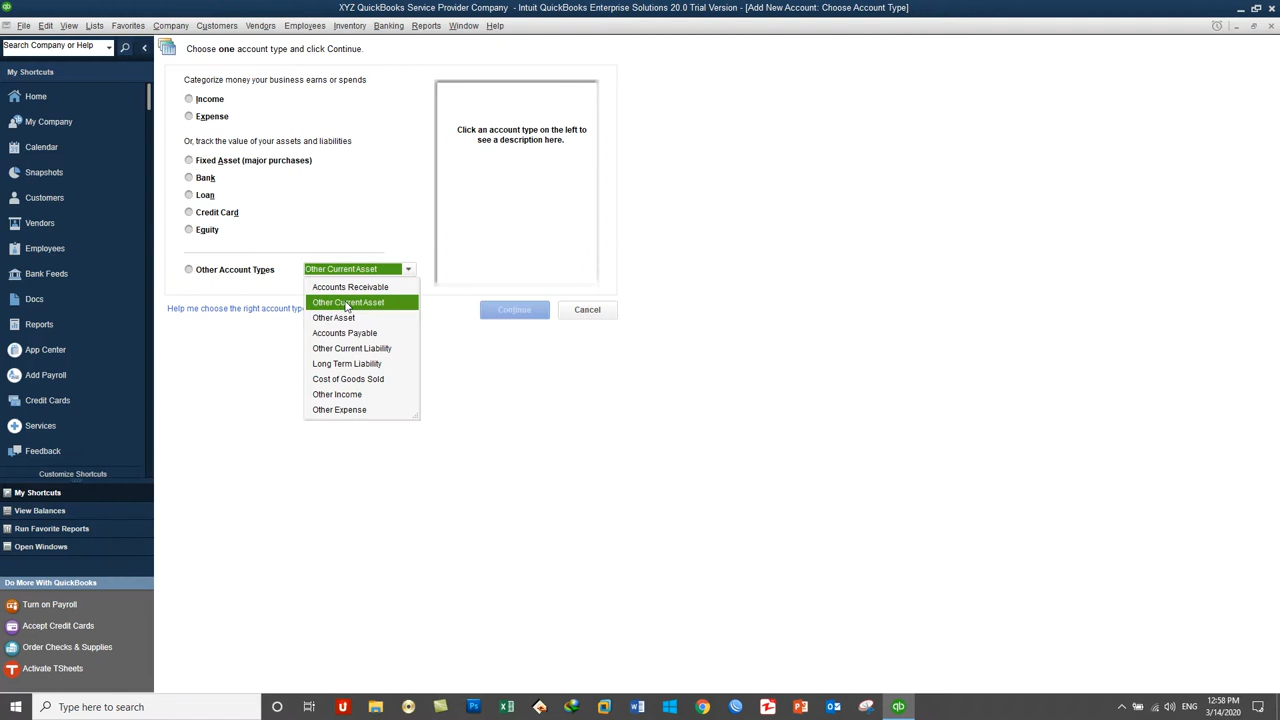 XYZ QuickBooks Service Provider Company - Intuit QuickBooks Enterprise Solutions 20.0 Trial Version - [Add New Account: Choose Account Type]
File Edit View Lists Favorites Company Customers Vendors Employees Inventory Banking Reports Window Help
Search Company or Help
My Shortcuts
Home
My Company
Calendar
Snapshots
Customers
Vendors
Employees
Bank Feeds
Docs
Reports
App Center
Add Payroll
Credit Cards
Services
Feedback
Customize Shortcuts
My Shortcuts
View Balances
Run Favorite Reports
Open Windows
Do More With QuickBooks
Turn on Payroll
Accept Credit Cards
Order Checks & Supplies
Activate TSheets
Choose one account type and click Continue.
Categorize money your business earns or spends
Income
Expense
Or, track the value of your assets and liabilities
Fixed Asset (major purchases)
Bank
Loan
Credit Card
Equity
Other Account Types
Other Current Asset
Accounts Receivable
Other Current Asset
Other Asset
Accounts Payable
Other Current Liability
Long Term Liability
Cost of Goods Sold
Other Income
Other Expense
Help me choose the right account typ
Click an account type on the left to
see a description here.
Continue
Cancel
Type here to search
12:58 PM
3/14/2020